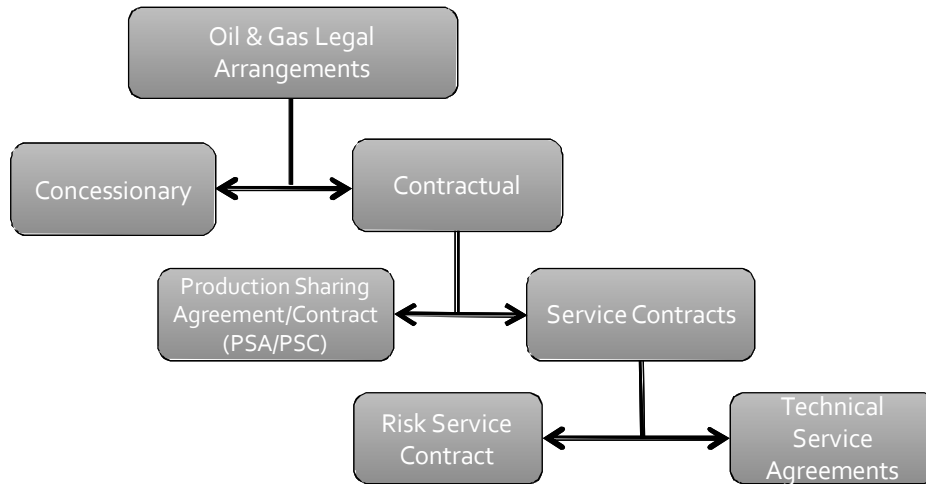 Oil & Gas Legal
Arrangements
Concessionary
Contractual
Production Sharing
Agreement/Contract
(PSA/PSC)
Service Contracts
Risk Service
Contract
Technical
Service
Agreements